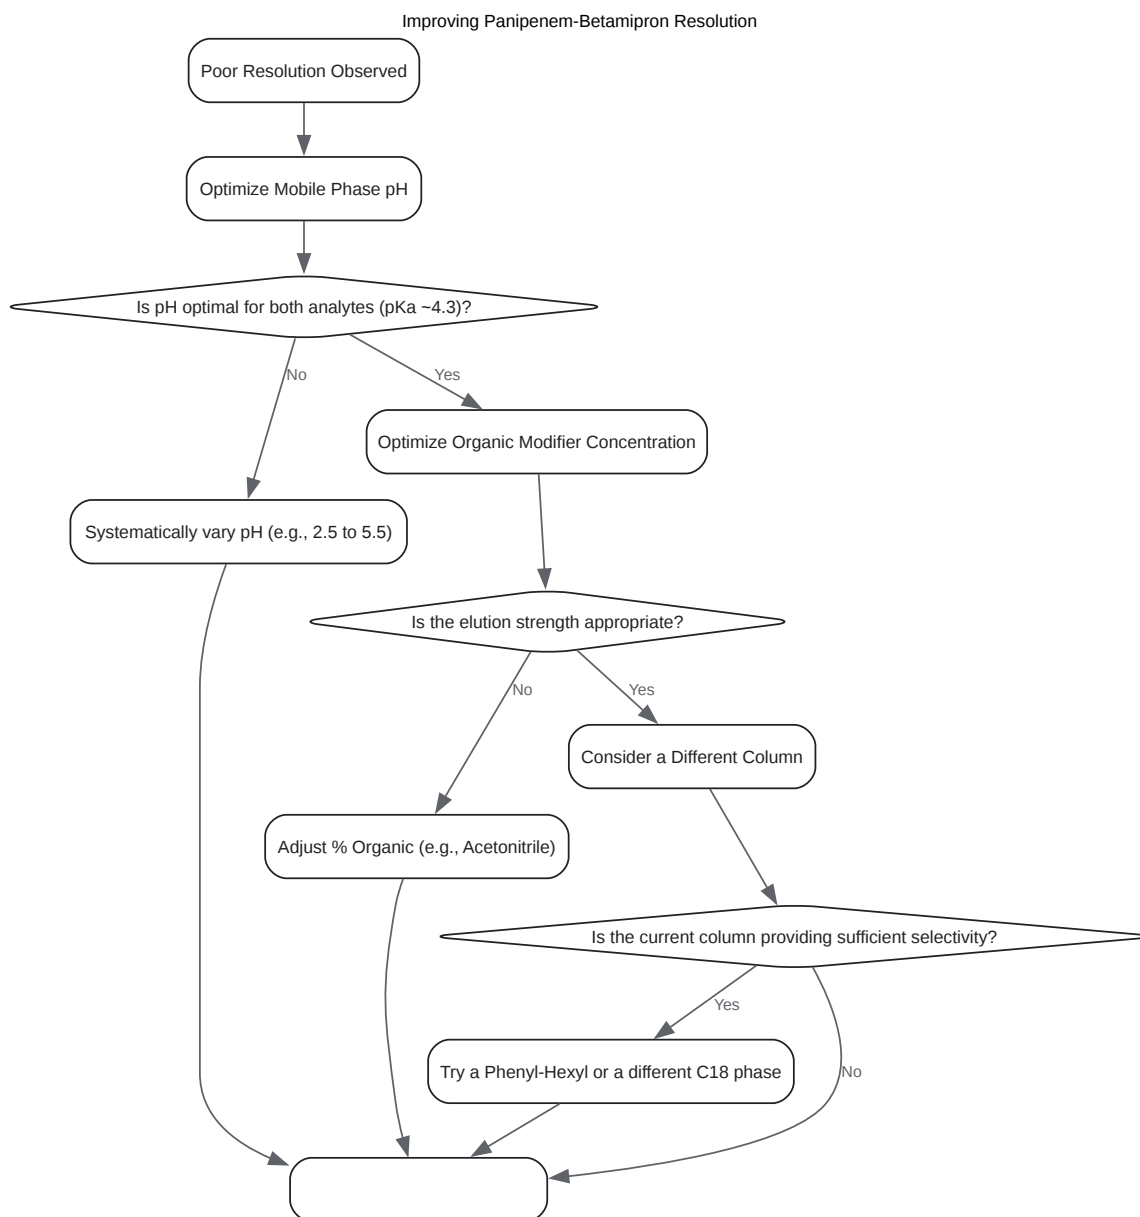 Improving Panipenem-Betamipron Resolution
Poor Resolution Observed
Optimize Mobile Phase pH
Is pH optimal for both analytes (pKa ~4.3)?
No
Yes
Optimize Organic Modifier Concentration
Systematically vary pH (e.g., 2.5 to 5.5)
Is the elution strength appropriate?
No
Yes
Consider a Different Column
Adjust % Organic (e.g., Acetonitrile)
Is the current column providing sufficient selectivity?
Yes
Try a Phenyl-Hexyl or a different C18 phase
No